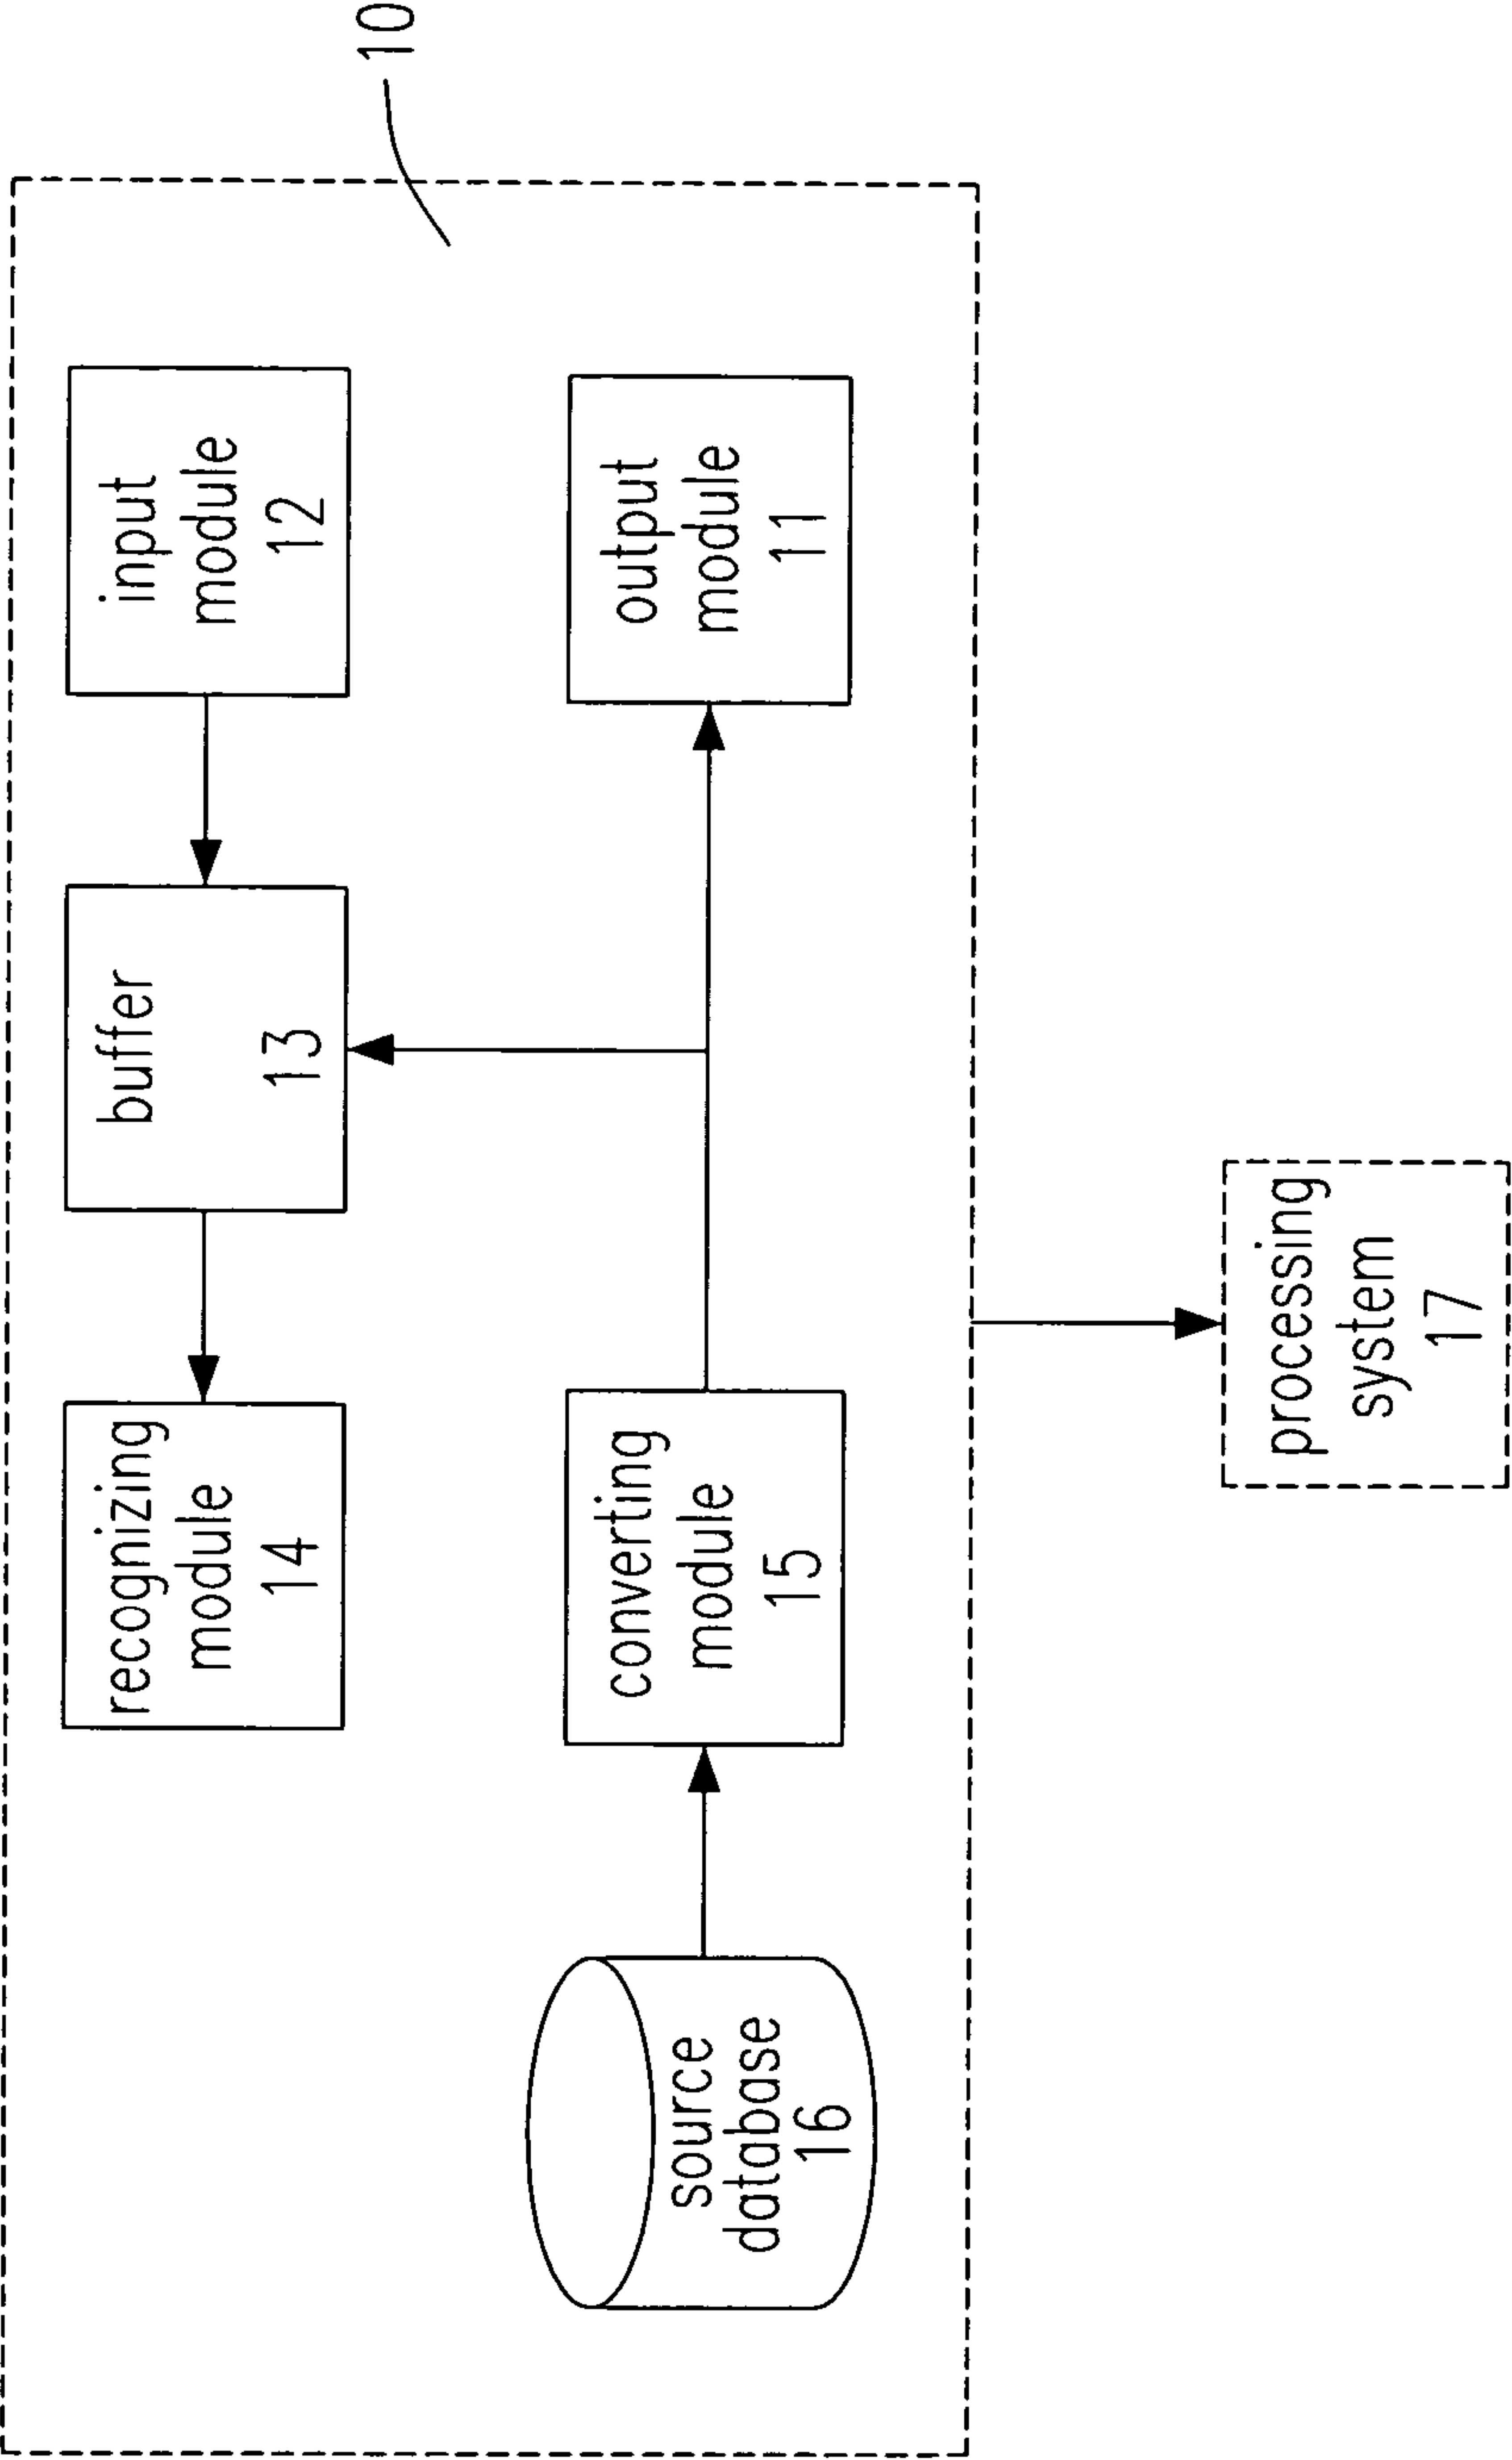 10
recognizing
module
14
buffer
13
input
module
12
source
database
16
converting
module
15
output
module
11
processing
system
17